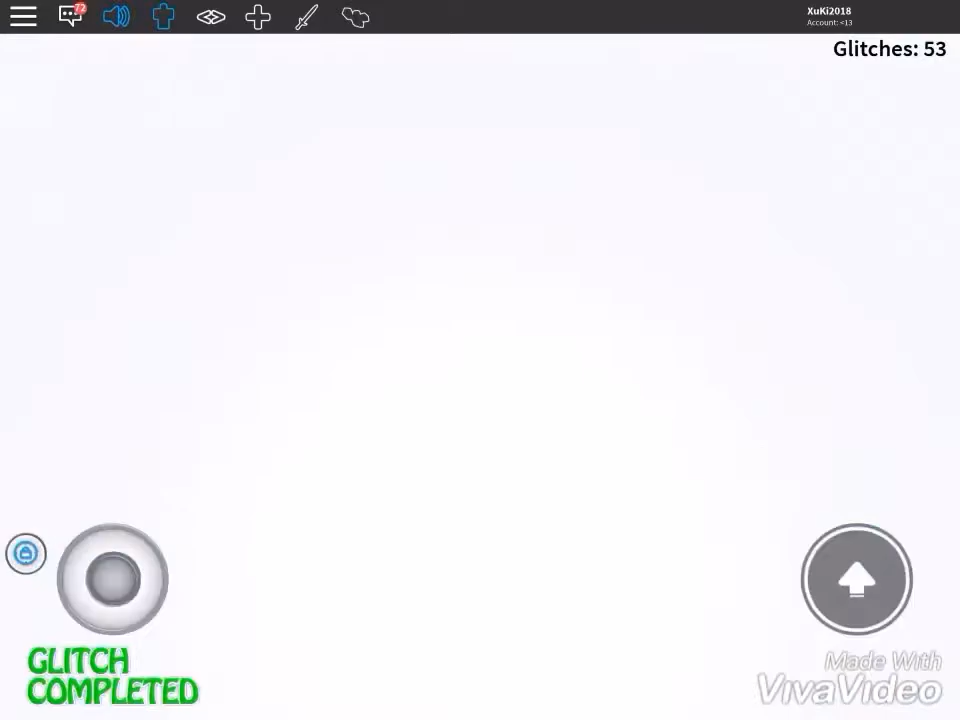 72
XuKi2018
Account: <13
Glitches: 53
GLITCH
COMPLETED
Made With
VivaVideo